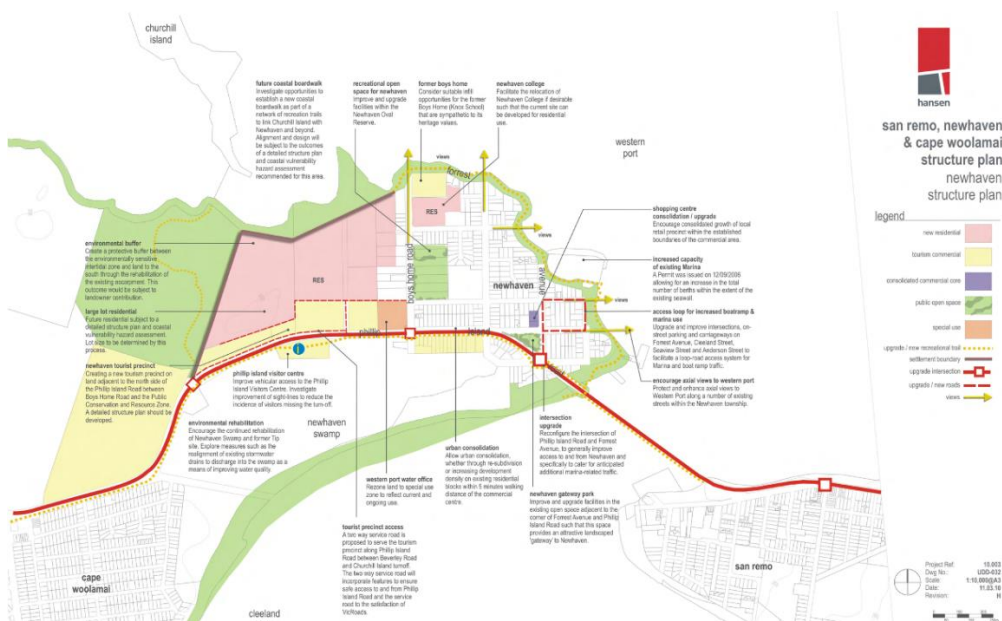 churchill
island
future coastal boardwalk
Investigate opportunities to
establish a new coastal
boardwalk as part of a
network of recreation trails
to link Churchill Island with
Newhaven and beyond.
Alignment and design will
be subject to the outcomes
of a detailed structure plan
and coastal vulnerability
hazard assessment
recommended for this area.
recreational open
space for newhaven
Improve and upgrade
facilities within the
Newhaven Oval
Reserve.
former boys home
Consider suitable infill
opportunities for the former
Boys Home (Knox School)
that are sympathetic to its
heritage values.
newhaven college
Facilitate the relocation of
Newhaven College if desirable
such that the current site can
be developed for residential
use.
western
port
views
forrest
views
RES
environmental buffer
Create a protective buffer between
the environmentally sensitive
intertidal zone and land to the
south through the rehabilitation of
the existing escarpment. This
outcome would be subject to
landowner contribution.
large lot residential
Future residential subject to a
detailed structure plan and coastal
vulnerability hazard assessment.
Lot size to be determined by this
process.
newhaven tourist precinct
Creating a new tourism precinct on
land adjacent to the north side of
the Phillip Island Road between
Boys Home Road and the Public
Conservation and Resource Zone.
A detailed structure plan should be
developed.
RES
boys home road
newhaven
avenue
views
views
phillip
island
road
shopping centre
consolidation / upgrade
Encourage consolidated growth of local
retail precinct within the established
boundaries of the commercial area.
increased capacity
of existing Marina
A Permit was issued on 12/09/2006
allowing for an increase in the total
number of berths within the extent of the
existing seawall.
access loop for increased boatramp &
marina use
Upgrade and improve intersections, on-
street parking and carriageways on
Forrest Avenue, Cleeland Street,
Seaview Street and Anderson Street to
facilitate a loop-road access system for
Marina and boat ramp traffic.
encourage axial views to western port
Protect and enhance axial views to
Western Port along a number of existing
streets within the Newhaven township.
phillip island visitor centre
Improve vehicular access to the Phillip
Island Visitors Centre. Investigate
improvement of sight-lines to reduce the
incidence of visitors missing the turn-off.
environmental rehabilitation
Encourage the continued rehabilitation
of Newhaven Swamp and former Tip
site. Explore measures such as the
realignment of existing stormwater
drains to discharge into the swamp as a
means of improving water quality.
newhaven
swamp
western port water office
Rezone land to special use
zone to reflect current and
ongoing use.
tourist precinct access
A two way service road is
proposed to serve the tourism
precinct along Phillip Island
Road between Beverley Road
and Churchill Island turnoff.
The two way service road will
incorporate features to ensure
safe access to and from Phillip
Island Road and the service
road to the satisfaction of
VicRoads.
urban consolidation
Allow urban consolidation,
whether through re-subdivision
or increasing development
density on existing residential
blocks within 5 minutes walking
distance of the commercial
centre.
intersection
upgrade
Reconfigure the intersection of
Phillip Island Road and Forrest
Avenue, to generally improve
access to and from Newhaven and
specifically to cater for anticipated
additional marina-related traffic.
newhaven gateway park
Improve and upgrade facilities in the
existing open space adjacent to the
corner of Forrest Avenue and Phillip
Island Road such that this space
provides an attractive landscaped
'gateway' to Newhaven.
cape
woolamai
cleeland
san remo
hansen
san remo, newhaven
& cape woolamai
structure plan
newhaven
structure plan
legend
new residential
tourism commercial
consolidated commercial core
public open space
special use
upgrade / new recreational trail
settlement boundary
upgrade intersection
upgrade / new roads
views
Project Ref: 10.003
Dwg No.: UDD-032
Scale: 1:10,000@A3
Date: 11.03.10
Revision: H